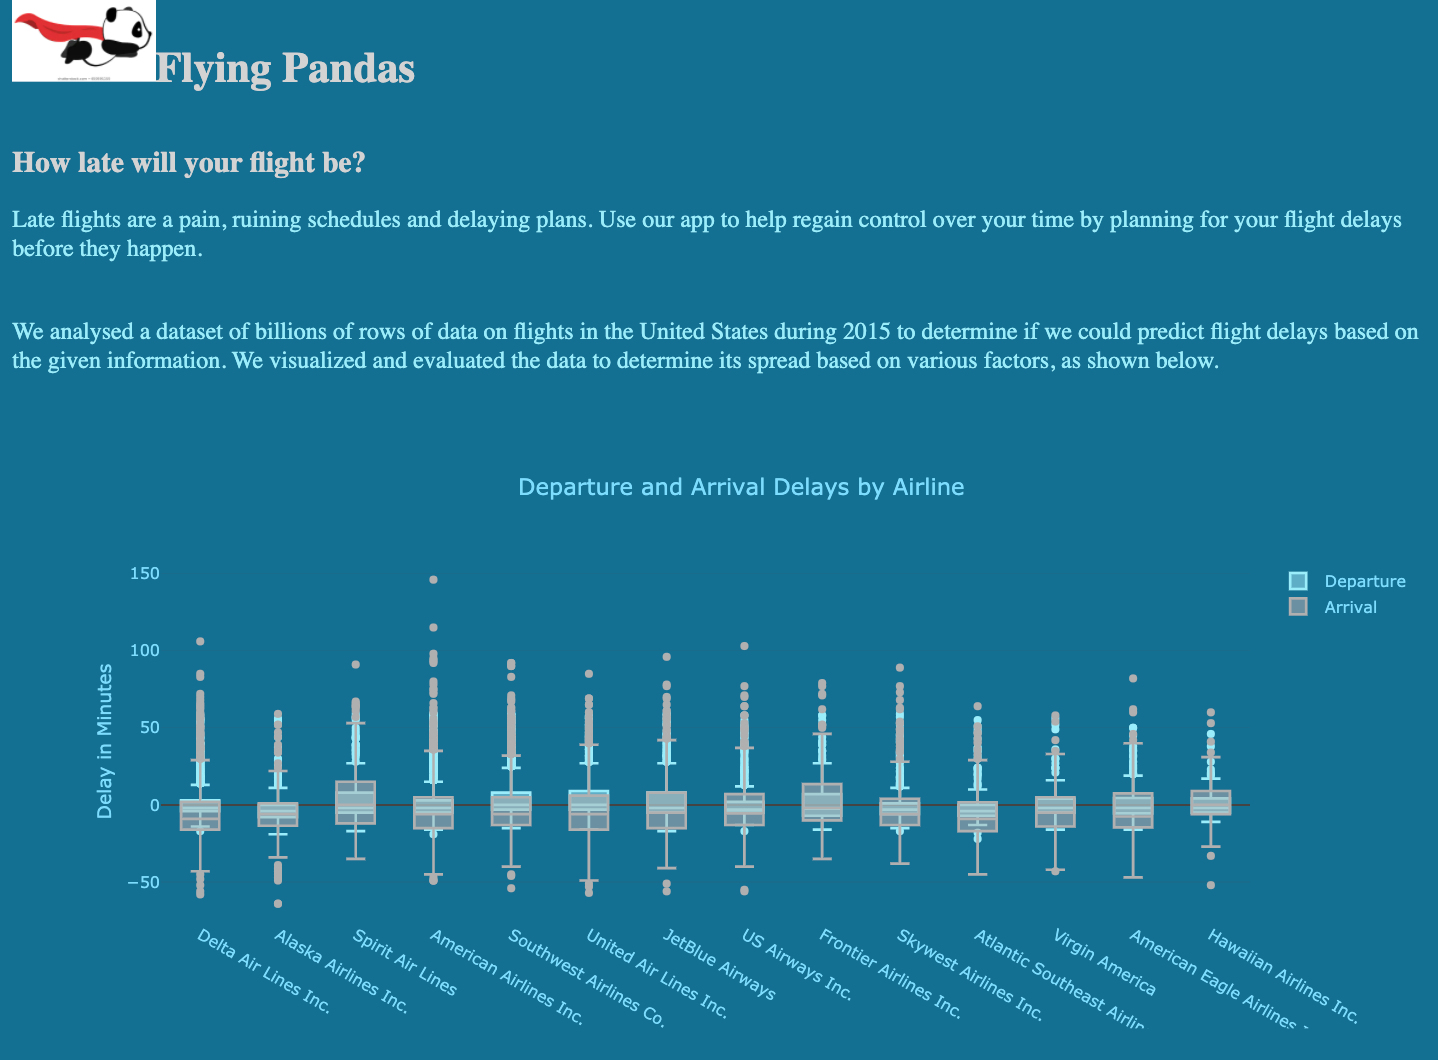 Flying Pandas
How late will your flight be?
Late flights are a pain, ruining schedules and delaying plans. Use our app to help regain control over your time by planning for your flight delays
before they happen.
We analysed a dataset of billions of rows of data on flights in the United States during 2015 to determine if we could predict flight delays based on
the given information. We visualized and evaluated the data to determine its spread based on various factors, as shown below.
Departure and Arrival Delays by Airline
Departure
Arrival
Delay in Minutes
150
100
50
0
−50
Delta Air Lines Inc.
Alaska Airlines Inc.
Spirit Air Lines
American Airlines Inc.
Southwest Airlines Co.
United Air Lines Inc.
JetBlue Airways
US Airways Inc.
Frontier Airlines Inc.
Skywest Airlines Inc.
Atlantic Southeast Airlin
Virgin America
American Eagle Airlines
Hawaiian Airlines Inc.